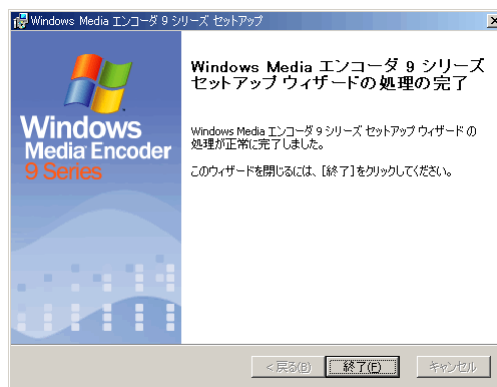 Windows Media エンコーダ 9 シリーズ セットアップ
Windows
Media Encoder
9 Series
Windows Media エンコーダ 9 シリーズ
セットアップ ウィザードの処理の完了
Windows Media エンコーダ 9 シリーズ セットアップ ウィザード の
処理が正常に完了しました。
このウィザードを閉じるには、[終了]をクリックしてください。
< 戻る(B)
終了(F)
キャンセル